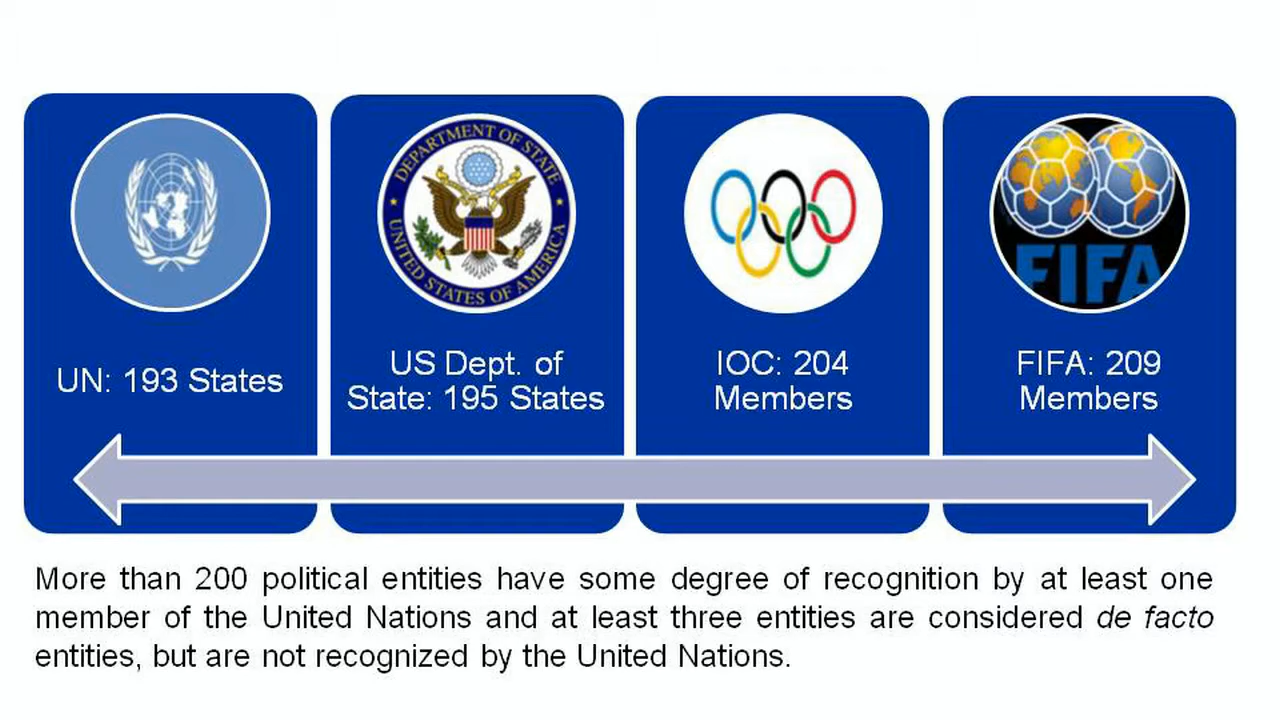 DEPARTMENT OF STATE
UNITED STATES OF AMERICA
FIFA
UN: 193 States
US Dept. of
State: 195 States
IOC: 204
Members
FIFA: 209
Members
More than 200 political entities have some degree of recognition by at least one
member of the United Nations and at least three entities are considered de facto
entities, but are not recognized by the United Nations.